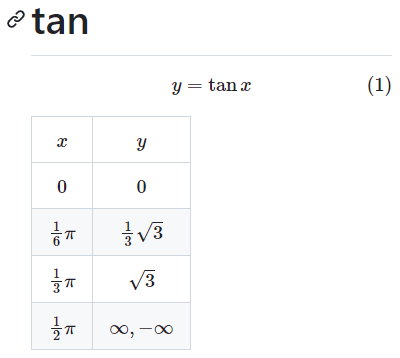 tan
y = tan x (1)
x y
0 0
1/6 π 1/3 √3
1/3 π √3
1/2 π ∞, −∞